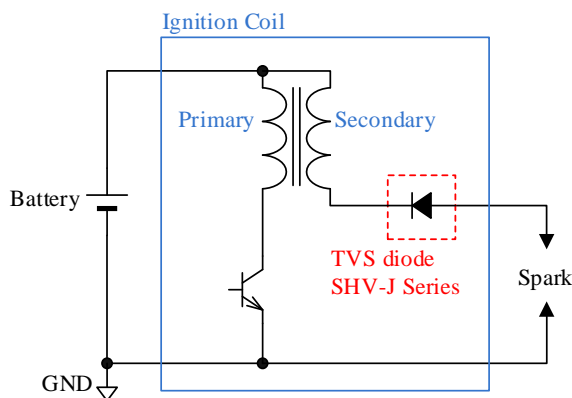 Ignition Coil
Primary
Secondary
Battery
TVS diode
SHV-J Series
Spark
GND